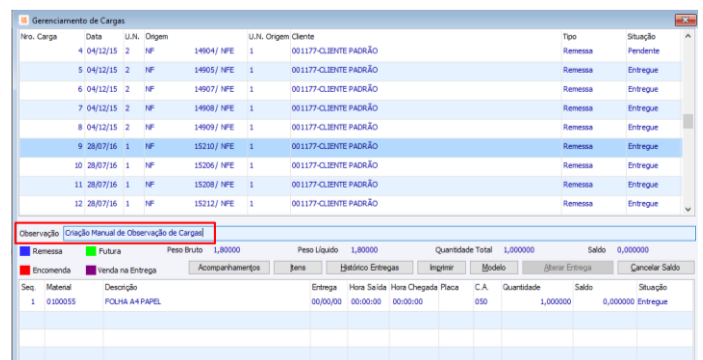 Gerenciamento de Cargas
Nro. Carga Data U.N. Origem U.N. Origem Cliente Tipo Situação
4 04/12/15 2 NF 14904/ NFE 1 001177-CLIENTE PADRÃO Remessa Pendente
5 04/12/15 2 NF 14905/ NFE 1 001177-CLIENTE PADRÃO Remessa Entregue
6 04/12/15 2 NF 14907/ NFE 1 001177-CLIENTE PADRÃO Remessa Entregue
7 04/12/15 2 NF 14908/ NFE 1 001177-CLIENTE PADRÃO Remessa Entregue
8 04/12/15 2 NF 14909/ NFE 1 001177-CLIENTE PADRÃO Remessa Entregue
9 28/07/16 1 NF 15210/ NFE 1 001177-CLIENTE PADRÃO Remessa Entregue
10 28/07/16 1 NF 15206/ NFE 1 001177-CLIENTE PADRÃO Remessa Entregue
11 28/07/16 1 NF 15208/ NFE 1 001177-CLIENTE PADRÃO Remessa Entregue
12 28/07/16 1 NF 15212/ NFE 1 001177-CLIENTE PADRÃO Remessa Entregue
Observação Criação Manual de Observação de Cargas
Remessa Futura Peso Bruto 1,80000 Peso Líquido 1,80000 Quantidade Total 1,000000 Saldo 0,000000
Encomenda Venda na Entrega Acompanhamentos Itens Histórico Entregas Imprimir Modelo Alterar Entrega Cancelar Saldo
Seq. Material Descrição Entrega Hora Saída Hora Chegada Placa C.A. Quantidade Saldo Situação
1 0100055 FOLHA A4 PAPEL 00/00/00 00:00:00 00:00:00 050 1,000000 0,000000 Entregue